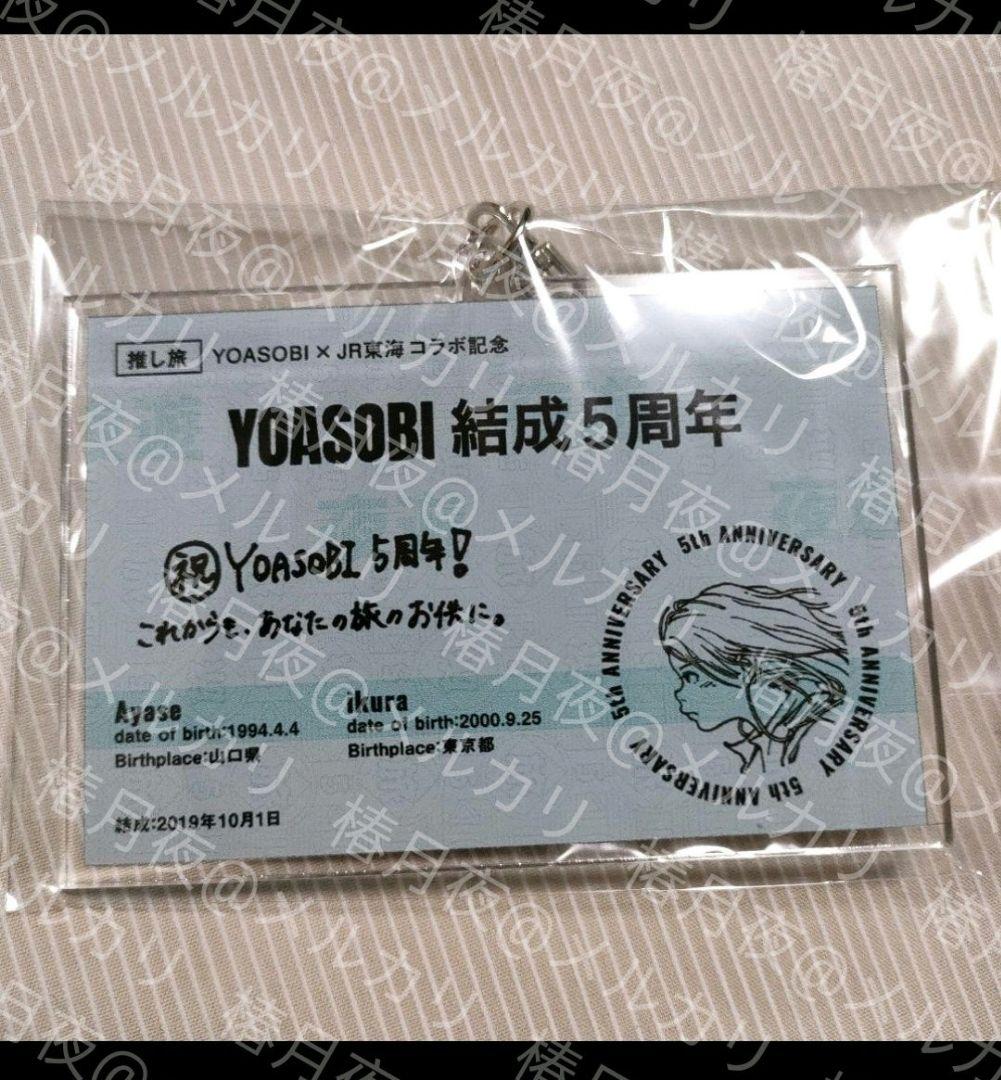 推し旅 YOASOBI × JR東海 コラボ記念
YOASOBI 結成5周年
祝 YOASOBI 5周年!
これからも、あなたの旅のお供に。
Ayase
date of birth:1994.4.4
Birthplace:山口県
ikura
date of birth:2000.9.25
Birthplace:東京都
結成:2019年10月1日
5th ANNIVERSARY 5th ANNIVERSARY 5th ANNIVERSARY 5th ANNIVERSARY
椿月夜@メルカリ